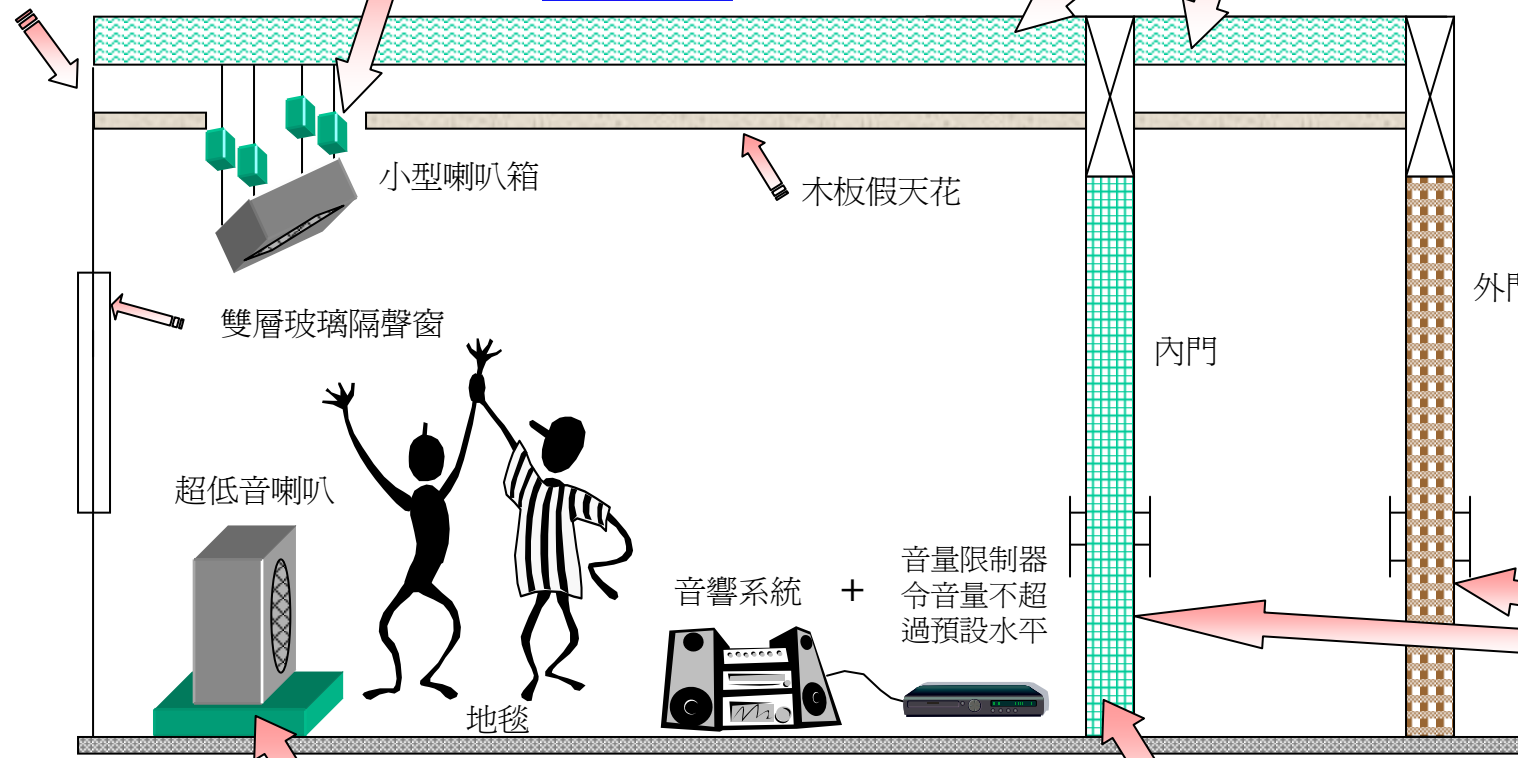 小型喇叭箱
木板假天花
雙層玻璃隔聲窗
內門
超低音喇叭
音響系統 +
音量限制器
令音量不超
過預設水平
地毯